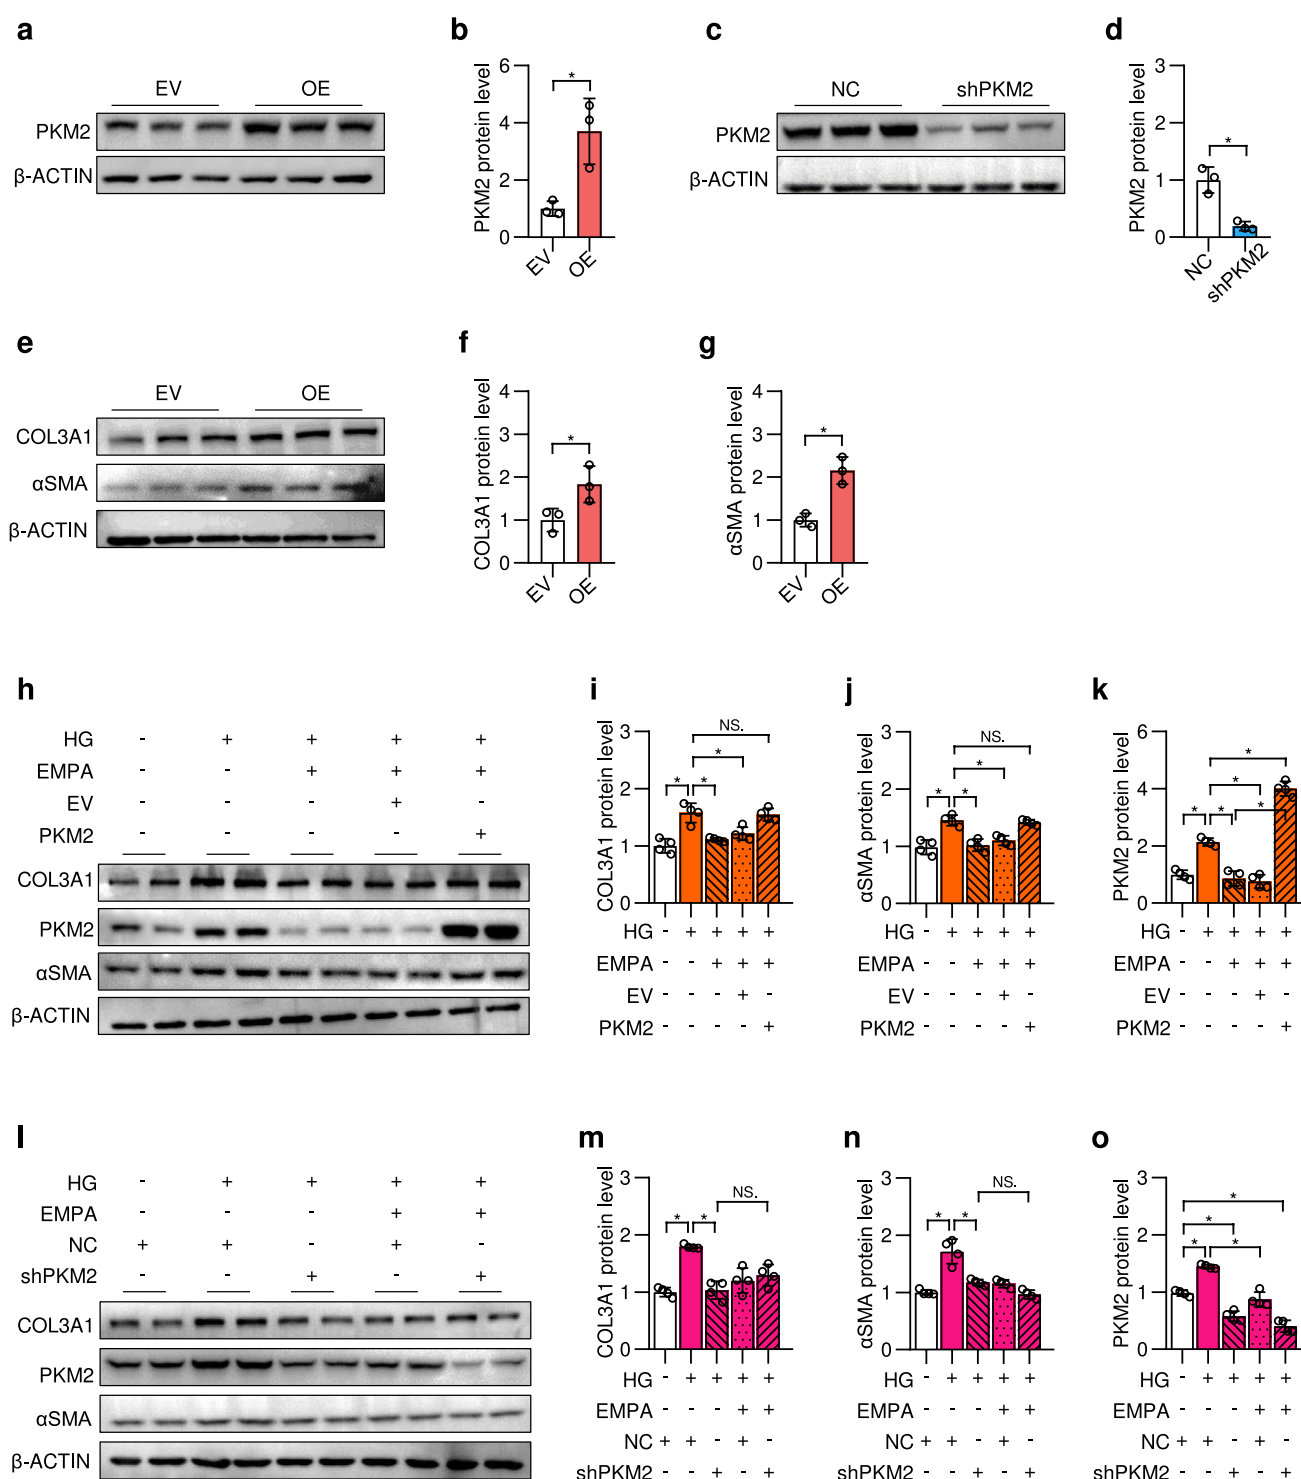 a
b
c
d
EV OE
PKM2
β-ACTIN
PKM2 protein level
6
4
2
0
*
EV OE
NC shPKM2
PKM2
β-ACTIN
PKM2 protein level
3
2
1
0
*
NC shPKM2
e
f
g
EV OE
COL3A1
αSMA
β-ACTIN
COL3A1 protein level
4
3
2
1
0
*
EV OE
αSMA protein level
4
3
2
1
0
*
EV OE
h
i
j
k
HG - + + + +
EMPA - - + + +
EV - - - + -
PKM2 - - - - +
COL3A1
PKM2
αSMA
β-ACTIN
COL3A1 protein level
3
2
1
0
NS.
*
* *
HG - + + + +
EMPA - - + + +
EV - - - + -
PKM2 - - - - +
αSMA protein level
3
2
1
0
NS.
*
* *
HG - + + + +
EMPA - - + + +
EV - - - + -
PKM2 - - - - +
PKM2 protein level
6
4
2
0
*
*
* * *
HG - + + + +
EMPA - - + + +
EV - - - + -
PKM2 - - - - +
l
m
n
o
HG - + + + +
EMPA - - - + +
NC + + - + -
shPKM2 - - + - +
COL3A1
PKM2
αSMA
β-ACTIN
COL3A1 protein level
3
2
1
0
NS.
* *
HG - + + + +
EMPA - - - + +
NC + + - + -
shPKM2 - - + - +
αSMA protein level
3
2
1
0
NS.
* *
HG - + + + +
EMPA - - - + +
NC + + - + -
shPKM2 - - + - +
PKM2 protein level
3
2
1
0
*
*
* *
HG - + + + +
EMPA - - - + +
NC + + - + -
shPKM2 - - + - +